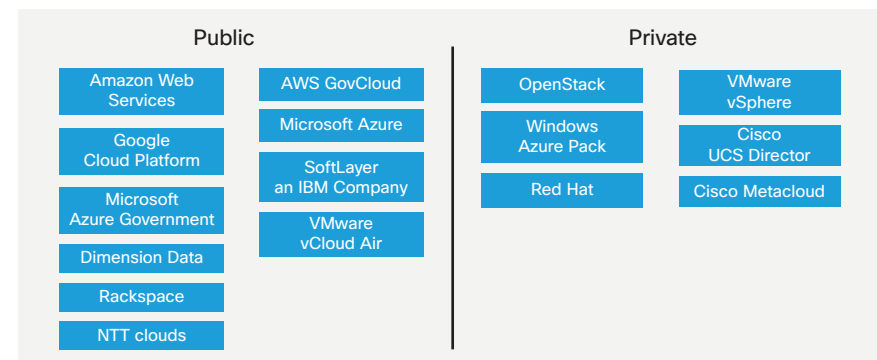 Public
Amazon Web
Services
Google
Cloud Platform
Microsoft
Azure Government
Dimension Data
Rackspace
NTT clouds
AWS GovCloud
Microsoft Azure
SoftLayer
an IBM Company
VMware
vCloud Air
Private
OpenStack
Windows
Azure Pack
Red Hat
VMware
vSphere
Cisco
UCS Director
Cisco Metacloud